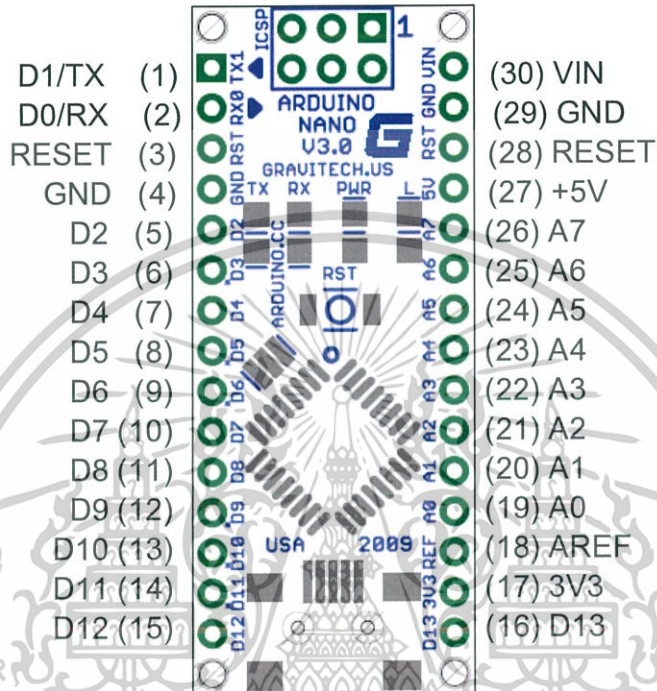 D1/TX (1)
D0/RX (2)
RESET (3)
GND (4)
D2 (5)
D3 (6)
D4 (7)
D5 (8)
D6 (9)
D7 (10)
D8 (11)
D9 (12)
D10 (13)
D11 (14)
D12 (15)
ICSP
1
TX1
RX0
RST
GND
D2
D3
D4
D5
D6
D7
D8
D9
D10
D11
D12
ARDUINO
NANO
V3.0
G
GRAVITECH.US
TX RX PWR L
ARDUINO.CC
RST
USA 2009
VIN
GND
RST
5V
A7
A6
A5
A4
A3
A2
A1
A0
REF
3V3
D13
(30) VIN
(29) GND
(28) RESET
(27) +5V
(26) A7
(25) A6
(24) A5
(23) A4
(22) A3
(21) A2
(20) A1
(19) A0
(18) AREF
(17) 3V3
(16) D13